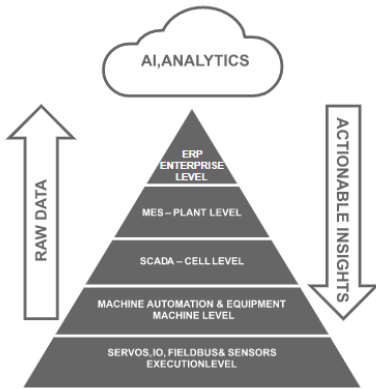 AI,ANALYTICS
ERP
ENTERPRISE
LEVEL
MES – PLANT LEVEL
SCADA – CELL LEVEL
MACHINE AUTOMATION & EQUIPMENT
MACHINE LEVEL
SERVOS, IO, FIELDBUS & SENSORS
EXECUTIONLEVEL
RAW DATA
ACTIONABLE INSIGHTS